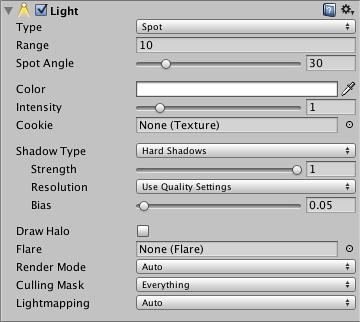 Light
Type Spot
Range 10
Spot Angle 30
Color
Intensity 1
Cookie None (Texture)
Shadow Type Hard Shadows
Strength 1
Resolution Use Quality Settings
Bias 0.05
Draw Halo
Flare None (Flare)
Render Mode Auto
Culling Mask Everything
Lightmapping Auto